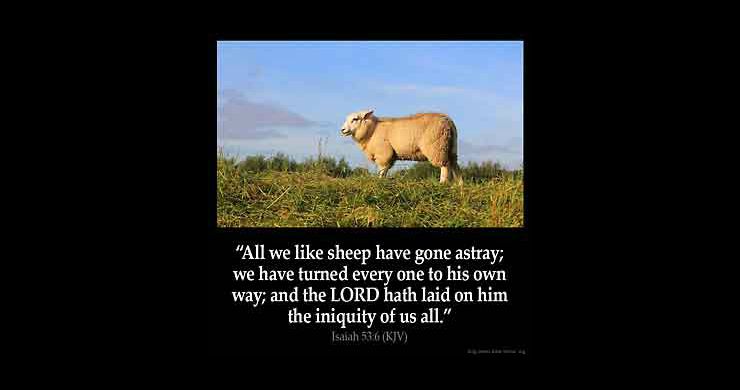 “All we like sheep have gone astray;
we have turned every one to his own
way; and the LORD hath laid on him
the iniquity of us all.”
Isaiah 53:6 (KJV)